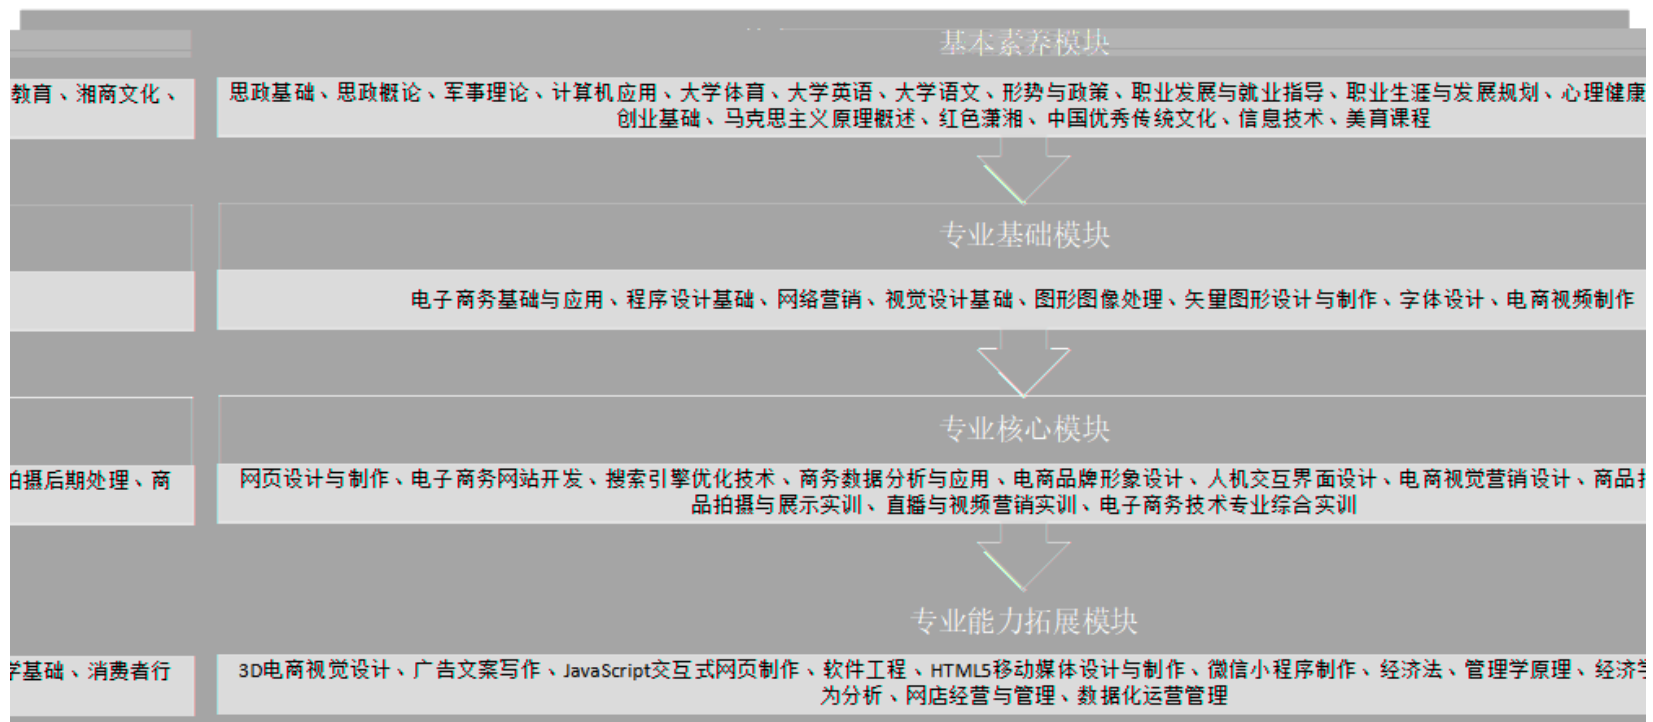 基本素养模块
教育、湘商文化、
思政基础、思政概论、军事理论、计算机应用、大学体育、大学英语、大学语文、形势与政策、职业发展与就业指导、职业生涯与发展规划、心理健康
创业基础、马克思主义原理概述、红色潇湘、中国优秀传统文化、信息技术、美育课程
专业基础模块
电子商务基础与应用、程序设计基础、网络营销、视觉设计基础、图形图像处理、矢量图形设计与制作、字体设计、电商视频制作
专业核心模块
拍摄后期处理、商
网页设计与制作、电子商务网站开发、搜索引擎优化技术、商务数据分析与应用、电商品牌形象设计、人机交互界面设计、电商视觉营销设计、商品
品拍摄与展示实训、直播与视频营销实训、电子商务技术专业综合实训
专业能力拓展模块
学基础、消费者行
3D电商视觉设计、广告文案写作、JavaScript交互式网页制作、软件工程、HTML5移动媒体设计与制作、微信小程序制作、经济法、管理学原理、经济
为分析、网店经营与管理、数据化运营管理